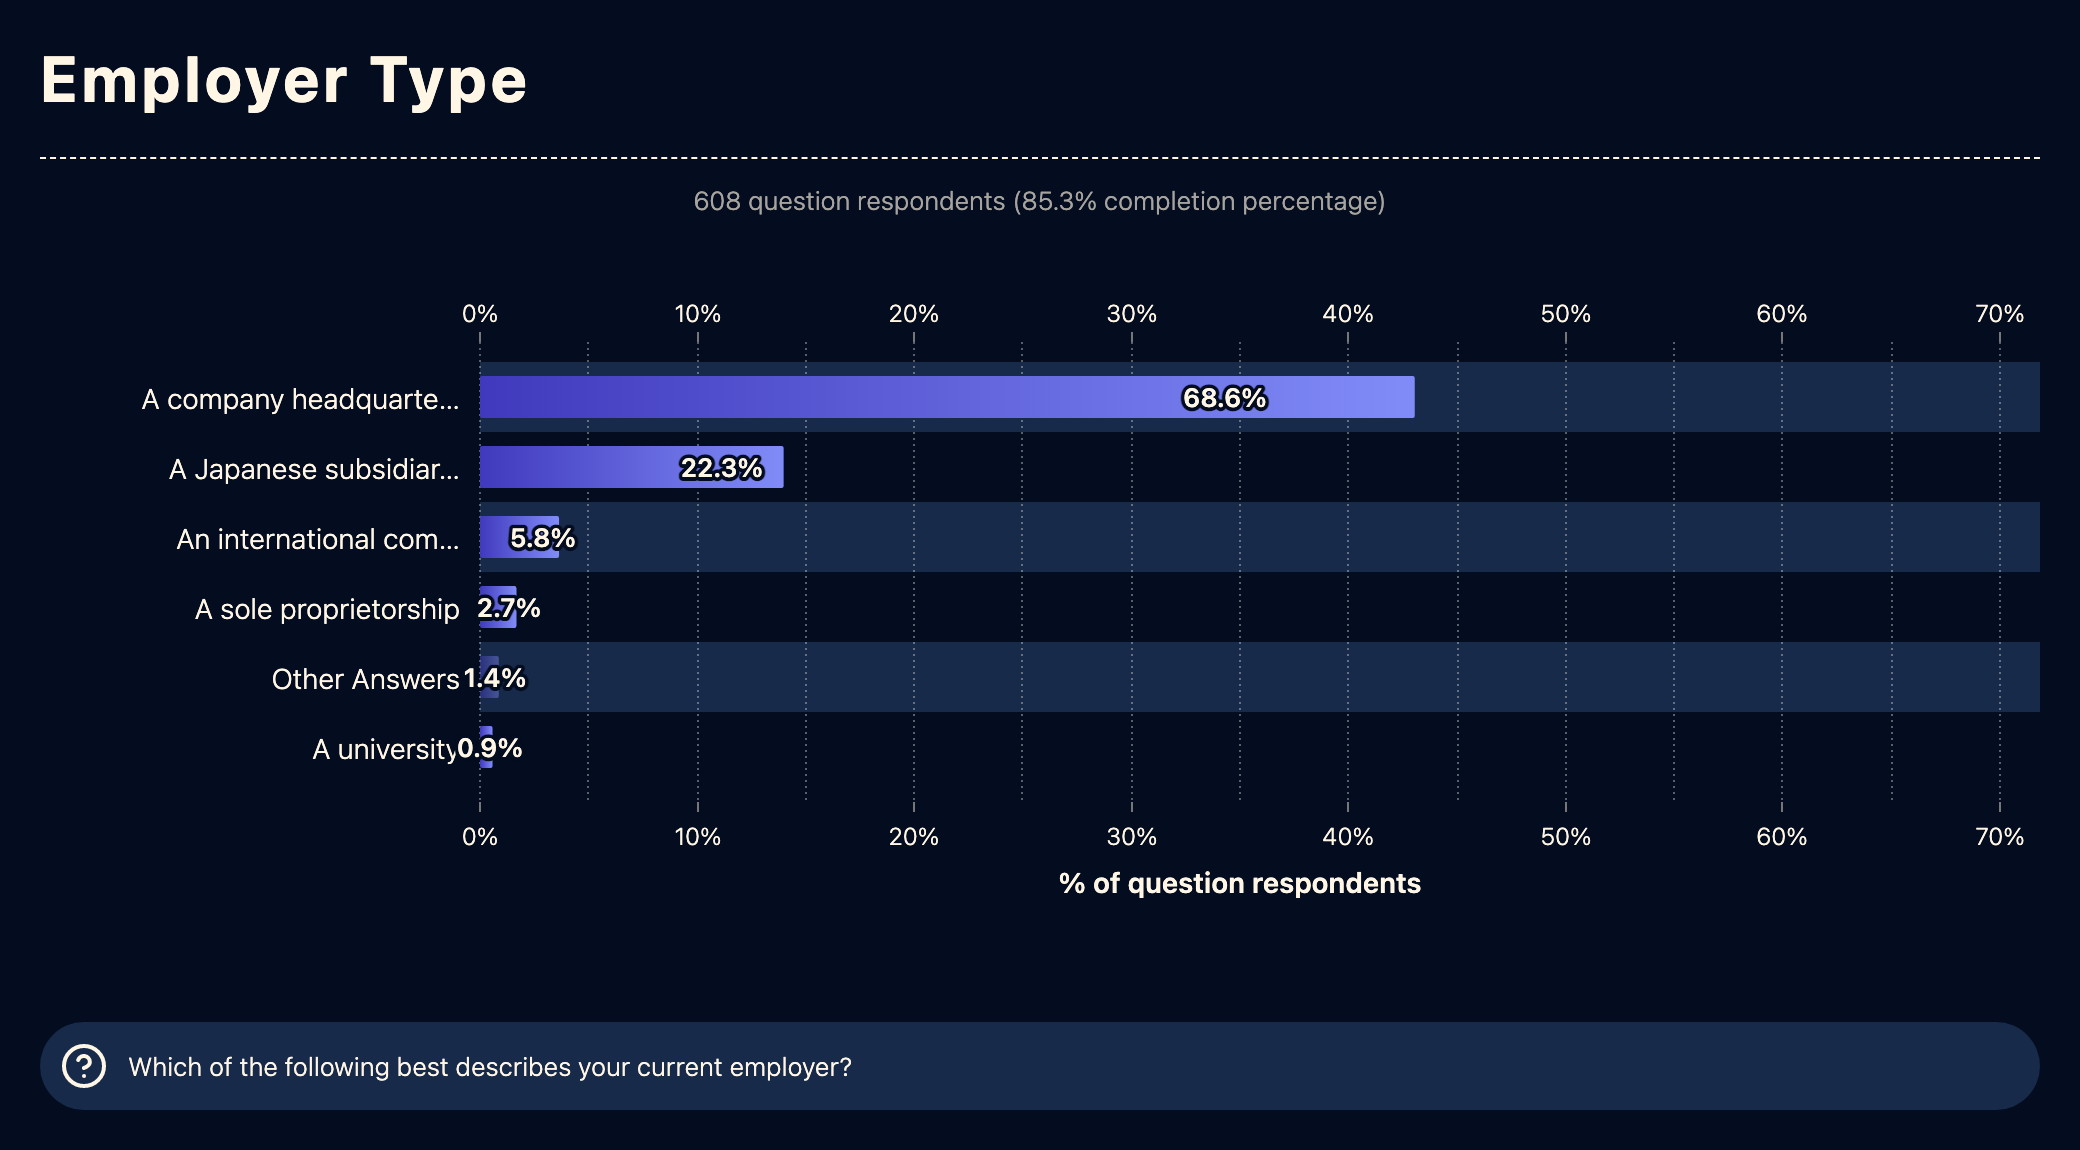 Employer Type
608 question respondents (85.3% completion percentage)
0% 10% 20% 30% 40% 50% 60% 70%
A company headquarte... 68.6%
A Japanese subsidiar... 22.3%
An international com... 5.8%
A sole proprietorship 2.7%
Other Answers 1.4%
A university 0.9%
0% 10% 20% 30% 40% 50% 60% 70%
% of question respondents
? Which of the following best describes your current employer?